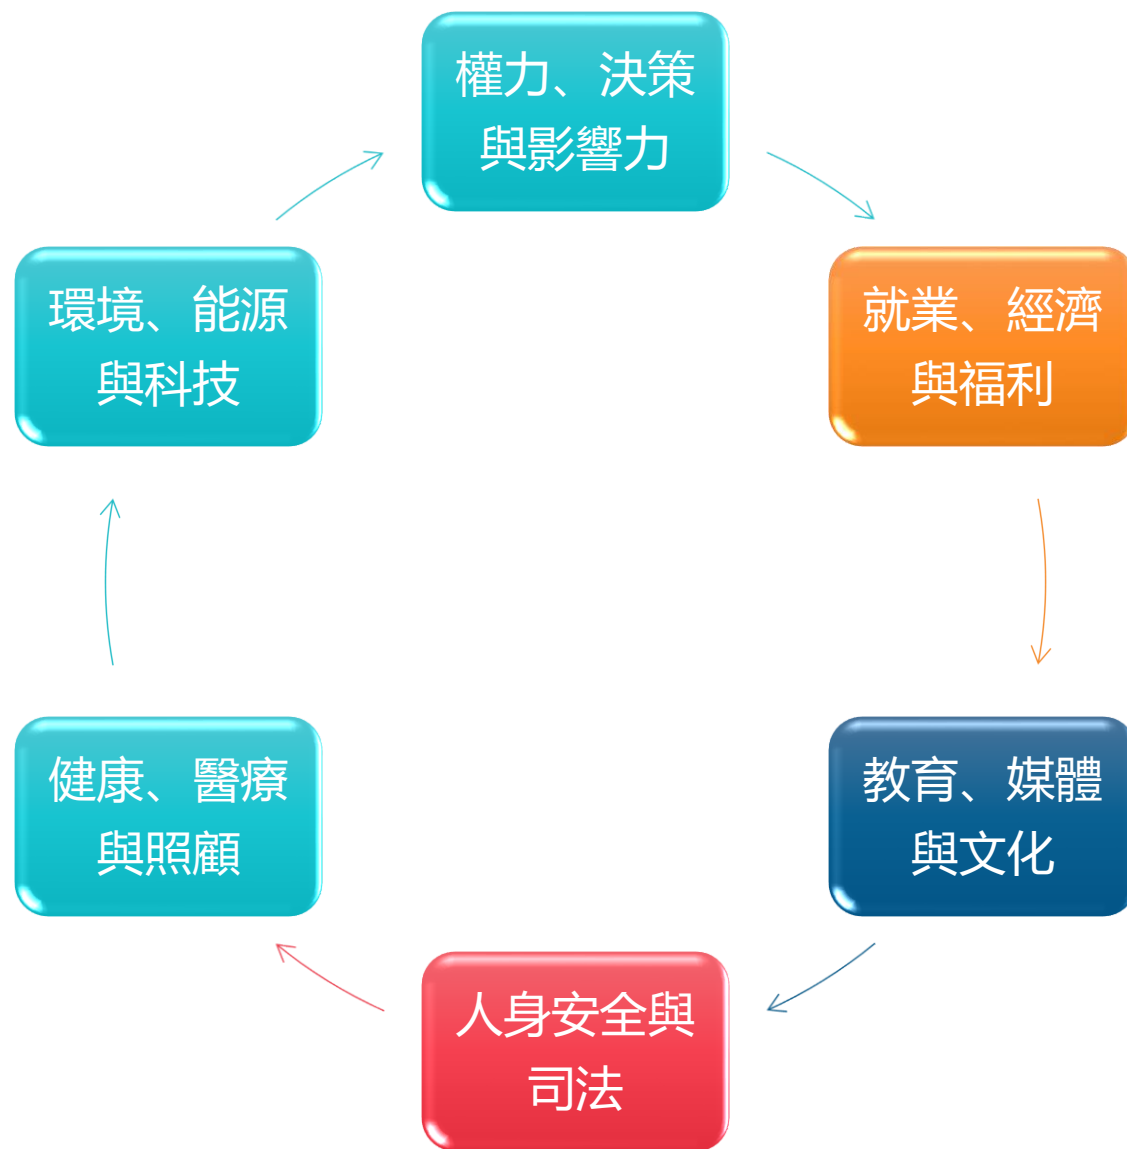 權力、決策
與影響力
就業、經濟
與福利
教育、媒體
與文化
人身安全與
司法
健康、醫療
與照顧
環境、能源
與科技